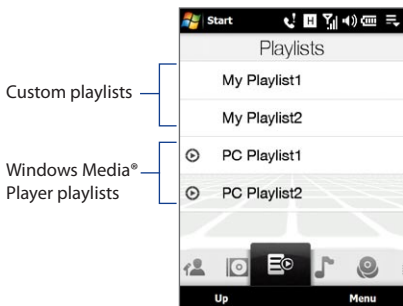 Start
H
Playlists
Custom playlists
My Playlist1
My Playlist2
Windows Media®
Player playlists
PC Playlist1
PC Playlist2
Up Menu